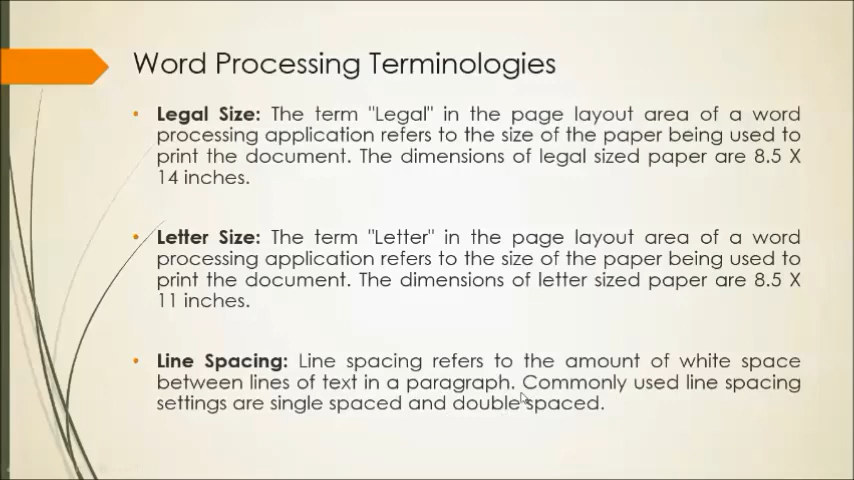 Word Processing Terminologies
• Legal Size: The term "Legal" in the page layout area of a word
processing application refers to the size of the paper being used to
print the document. The dimensions of legal sized paper are 8.5 X
14 inches.
• Letter Size: The term "Letter" in the page layout area of a word
processing application refers to the size of the paper being used to
print the document. The dimensions of letter sized paper are 8.5 X
11 inches.
• Line Spacing: Line spacing refers to the amount of white space
between lines of text in a paragraph. Commonly used line spacing
settings are single spaced and double spaced.